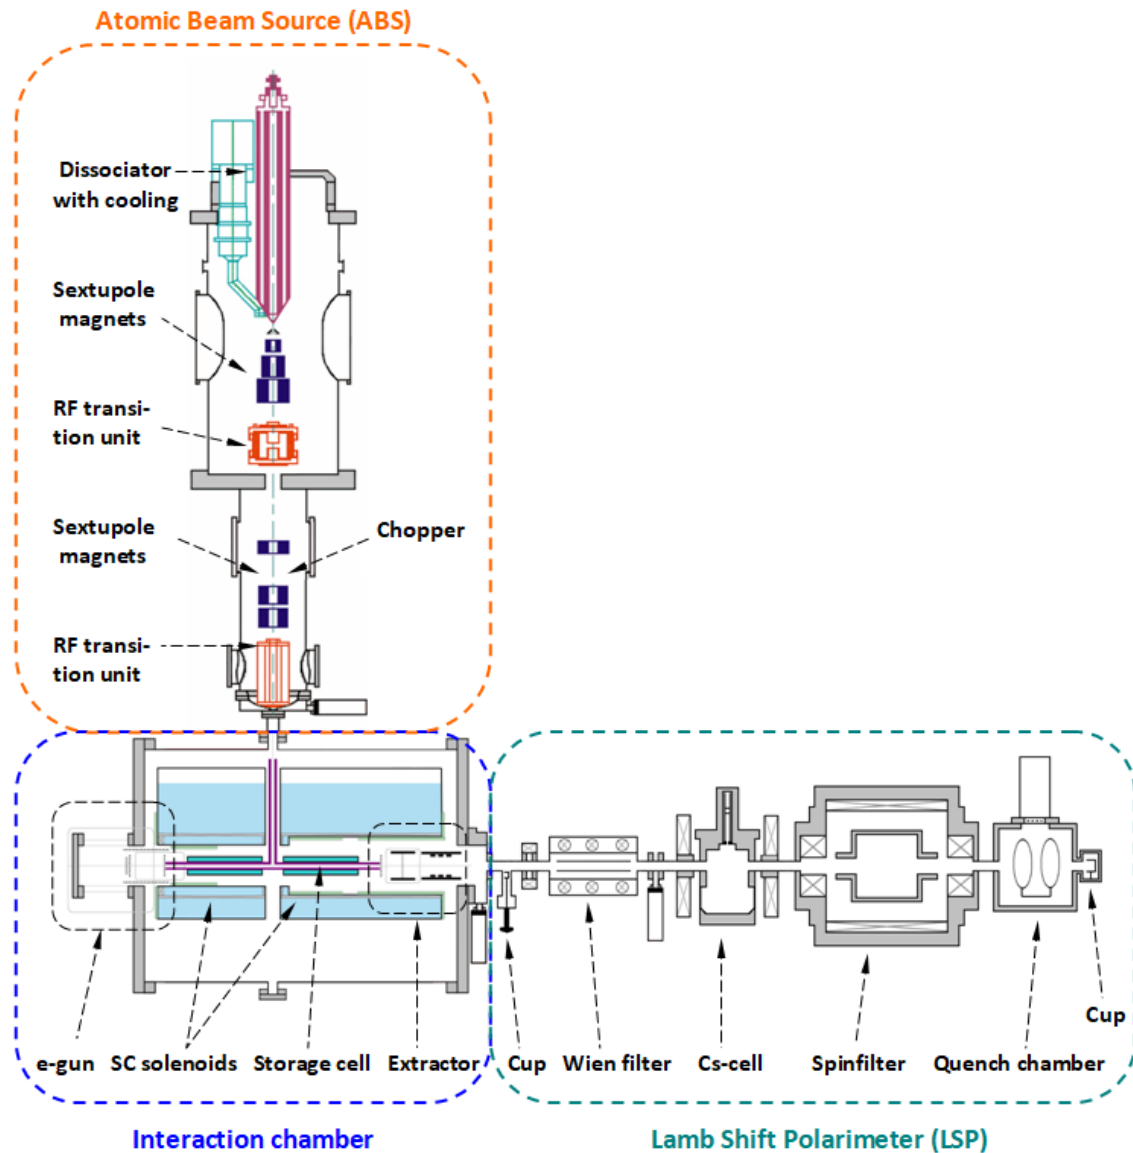 Atomic Beam Source (ABS)
Dissociator
with cooling
Sextupole
magnets
RF transi-
tion unit
Sextupole
magnets
Chopper
RF transi-
tion unit
Cup
e-gun
SC solenoids
Storage cell
Extractor
Cup
Wien filter
Cs-cell
Spinfilter
Quench chamber
Interaction chamber
Lamb Shift Polarimeter (LSP)